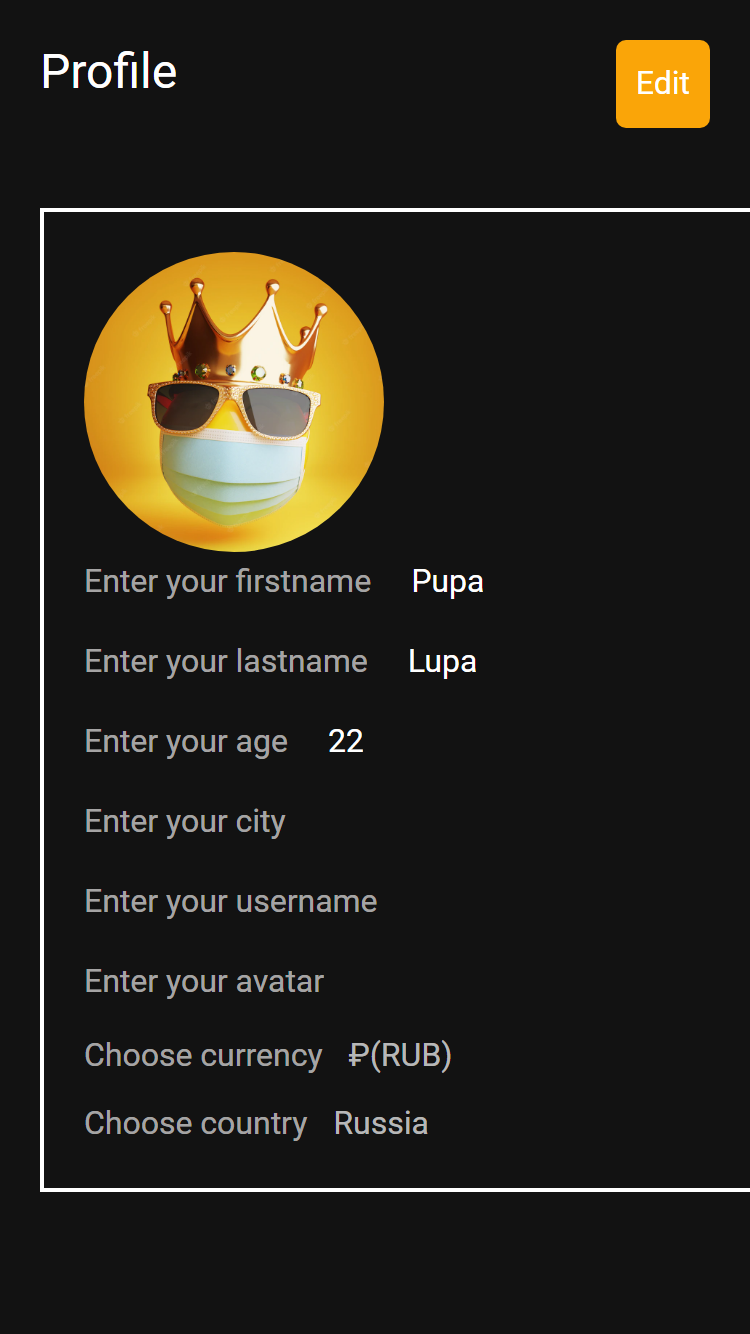 Profile
Edit
Enter your firstname Pupa
Enter your lastname Lupa
Enter your age 22
Enter your city
Enter your username
Enter your avatar
Choose currency ₽(RUB)
Choose country Russia